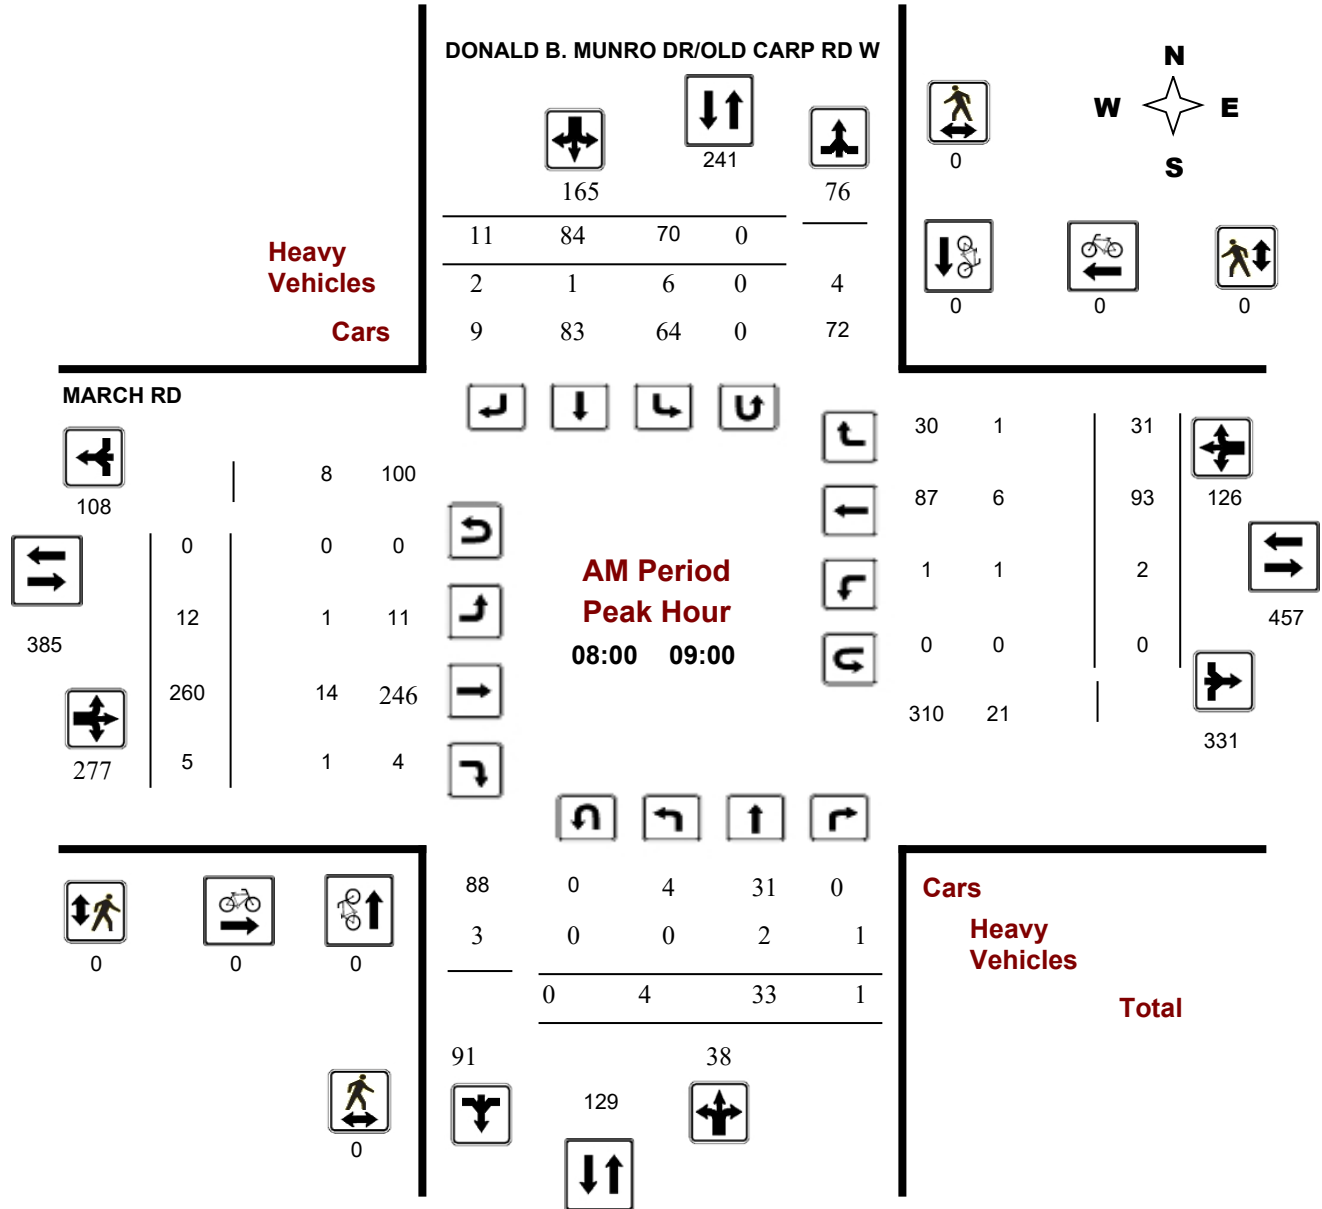 DONALD B. MUNRO DR/OLD CARP RD W
N
W E
S
241
0
165
76
11 84 70 0
Heavy
Vehicles
2 1 6 0 4
0 0 0
Cars
9 83 64 0 72
MARCH RD
30 1 31
8 100
108
87 6 93 126
0 0 0
AM Period
1 1 2
Peak Hour
12 1 11
457
385
08:00 09:00
0 0 0
260 14 246
310 21
331
277
5 1 4
88 0 4 31 0
Cars
3 0 0 2 1
Heavy
Vehicles
0 0 0
0 4 33 1
Total
91
38
129
0